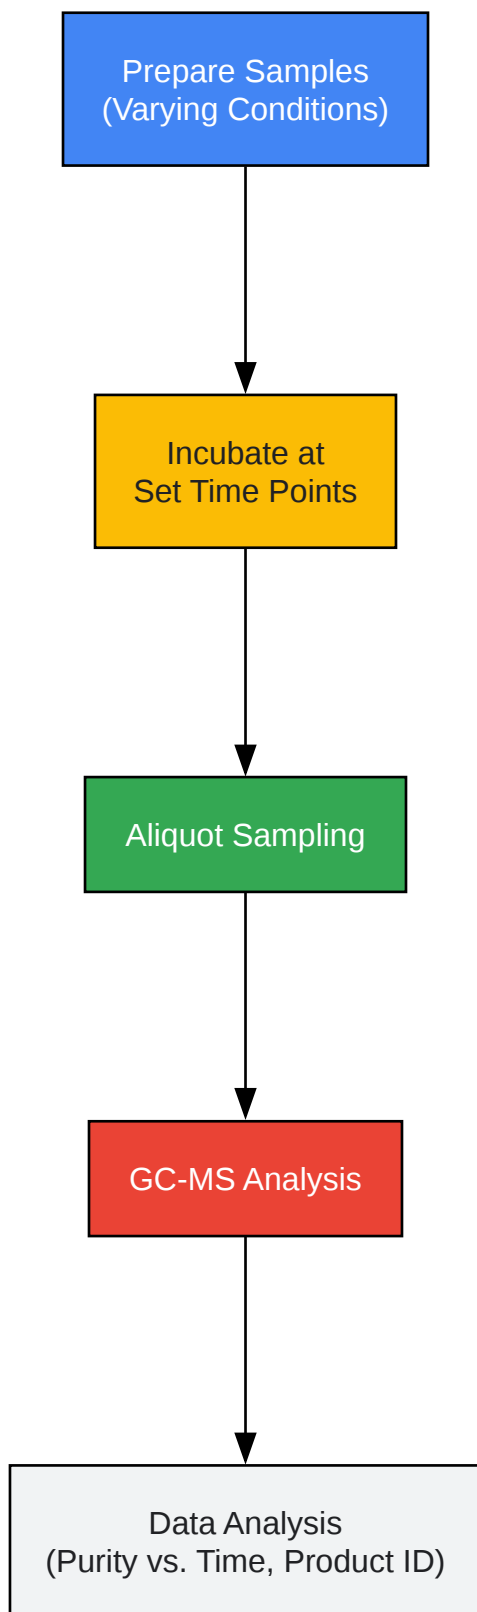 Prepare Samples
(Varying Conditions)
Incubate at
Set Time Points
Aliquot Sampling
GC-MS Analysis
Data Analysis
(Purity vs. Time, Product ID)